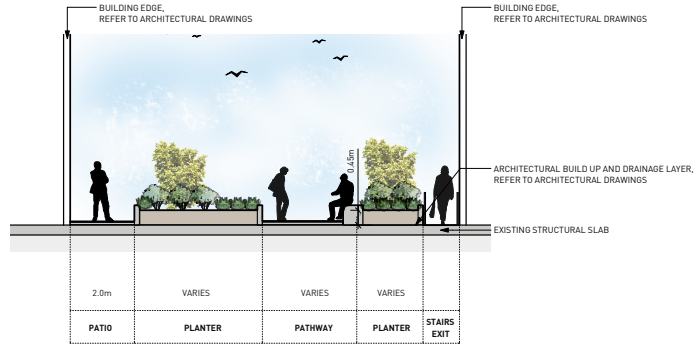 BUILDING EDGE,
REFER TO ARCHITECTURAL DRAWINGS
BUILDING EDGE,
REFER TO ARCHITECTURAL DRAWINGS
0.45m
ARCHITECTURAL BUILD UP AND DRAINAGE LAYER,
REFER TO ARCHITECTURAL DRAWINGS
EXISTING STRUCTURAL SLAB
2.0m VARIES VARIES VARIES
PATIO PLANTER PATHWAY PLANTER STAIRS
EXIT